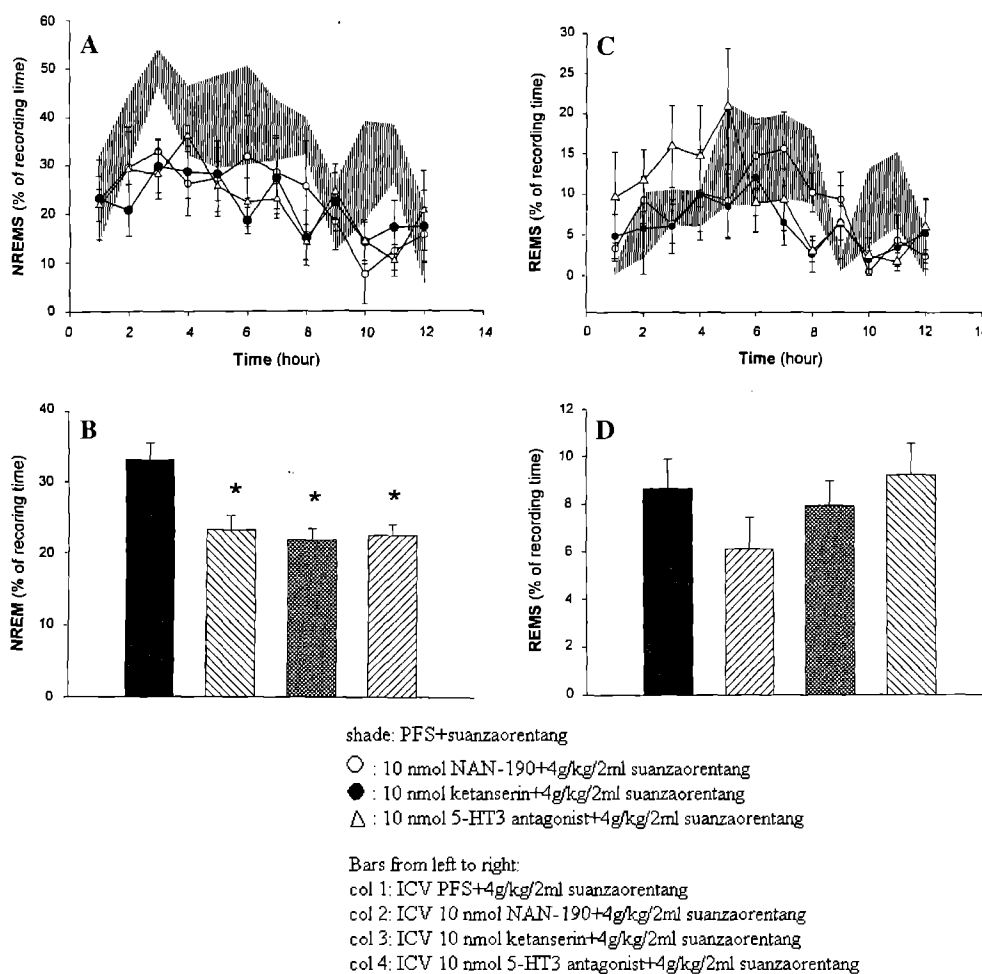 A
60
50
40
30
20
10
0
NREMS (% of recording time)
0 2 4 6 8 10 12 14
Time (hour)
C
30
25
20
15
10
5
0
REMS (% of recording time)
0 2 4 6 8 10 12 14
Time (hour)
B
40
30
20
10
0
NREM (% of recoring time)
* * *
D
12
10
8
6
4
2
0
REMS (% of recording time)
shade: PFS+suanzaorentang
○ : 10 nmol NAN-190+4g/kg/2ml suanzaorentang
● : 10 nmol ketanserin+4g/kg/2ml suanzaorentang
△ : 10 nmol 5-HT3 antagonist+4g/kg/2ml suanzaorentang
Bars from left to right:
col 1: ICV PFS+4g/kg/2ml suanzaorentang
col 2: ICV 10 nmol NAN-190+4g/kg/2ml suanzaorentang
col 3: ICV 10 nmol ketanserin+4g/kg/2ml suanzaorentang
col 4: ICV 10 nmol 5-HT3 antagonist+4g/kg/2ml suanzaorentang